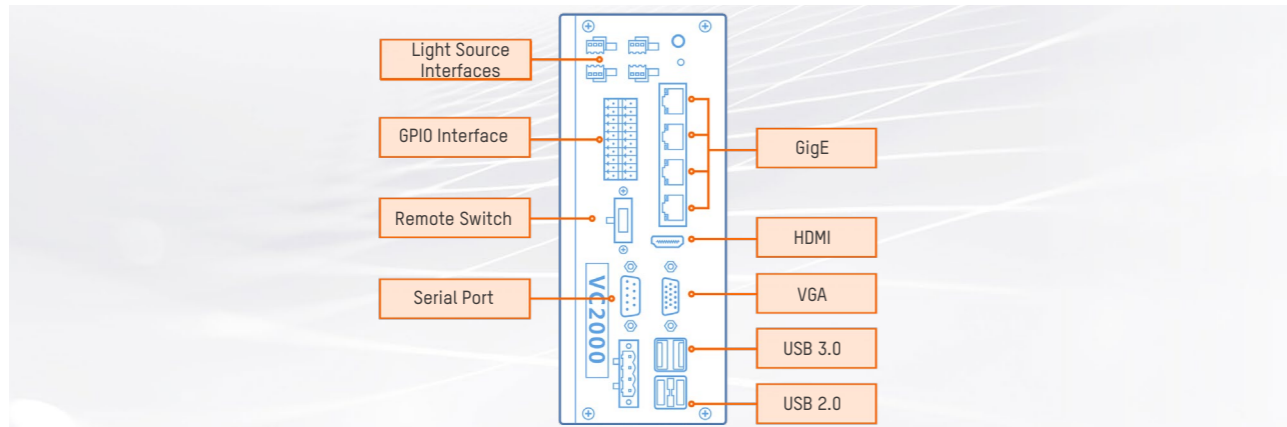 Light Source
Interfaces
GPIO Interface
Remote Switch
Serial Port
VC2000
GigE
HDMI
VGA
USB 3.0
USB 2.0